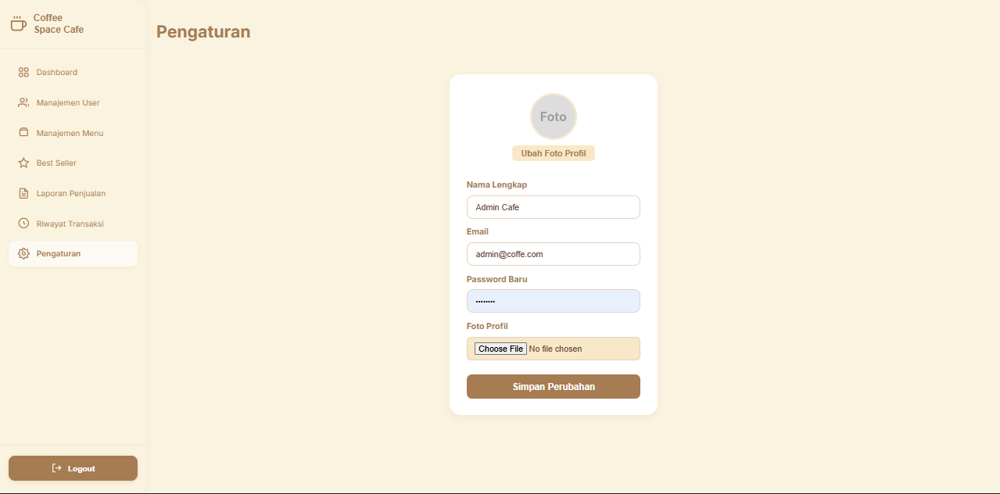 Coffee
Space Cafe
Dashboard
Manajemen User
Manajemen Menu
Best Seller
Laporan Penjualan
Riwayat Transaksi
Pengaturan
Logout
Pengaturan
Foto
Ubah Foto Profil
Nama Lengkap
Admin Cafe
Email
admin@coffe.com
Password Baru
••••••••
Foto Profil
Choose File No file chosen
Simpan Perubahan